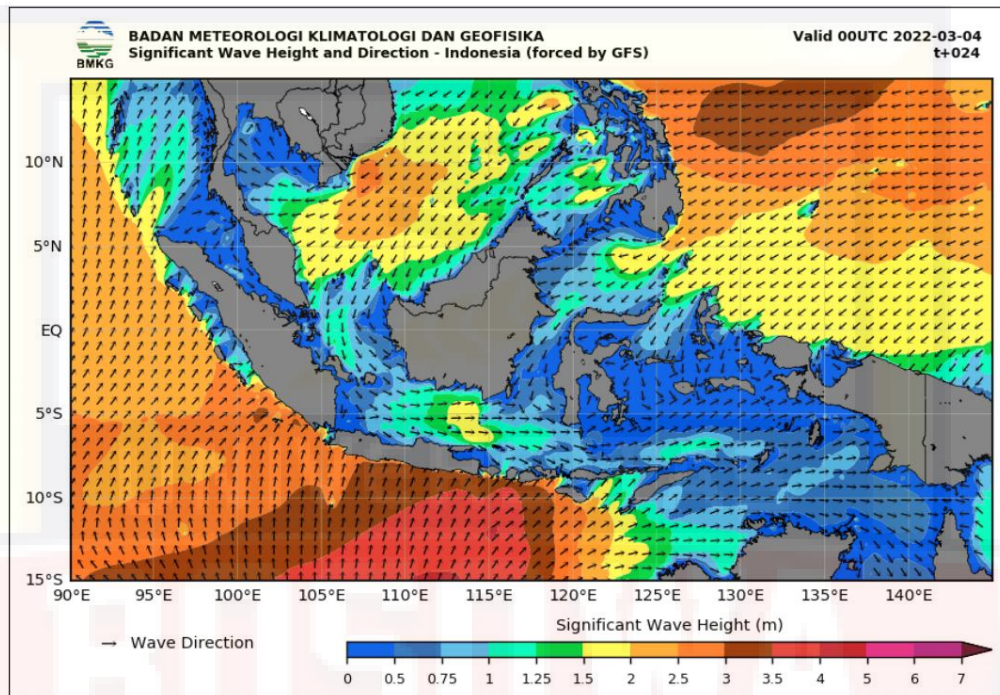 BADAN METEOROLOGI KLIMATOLOGI DAN GEOFISIKA
Significant Wave Height and Direction - Indonesia (forced by GFS)
BMKG
Valid 00UTC 2022-03-04
t+024
10°N
5°N
EQ
5°S
10°S
15°S
90°E 95°E 100°E 105°E 110°E 115°E 120°E 125°E 130°E 135°E 140°E
Wave Direction
Significant Wave Height (m)
0 0.5 0.75 1 1.25 1.5 2 2.5 3 3.5 4 5 6 7